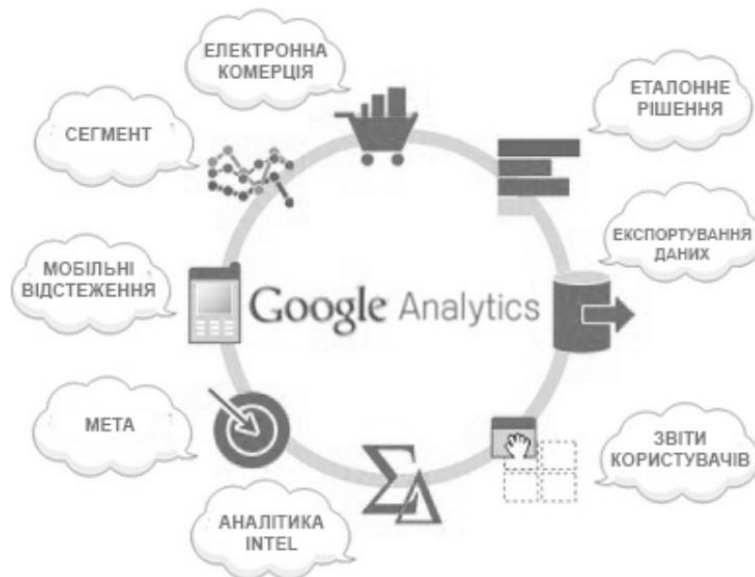 ЕЛЕКТРОННА
КОМЕРЦІЯ
ЕТАЛОННЕ
РІШЕННЯ
СЕГМЕНТ
ЕКСПОРТУВАННЯ
ДАНИХ
МОБІЛЬНІ
ВІДСТЕЖЕННЯ
Google Analytics
МЕТА
ЗВІТИ
КОРИСТУВАЧІВ
АНАЛІТИКА
INTEL